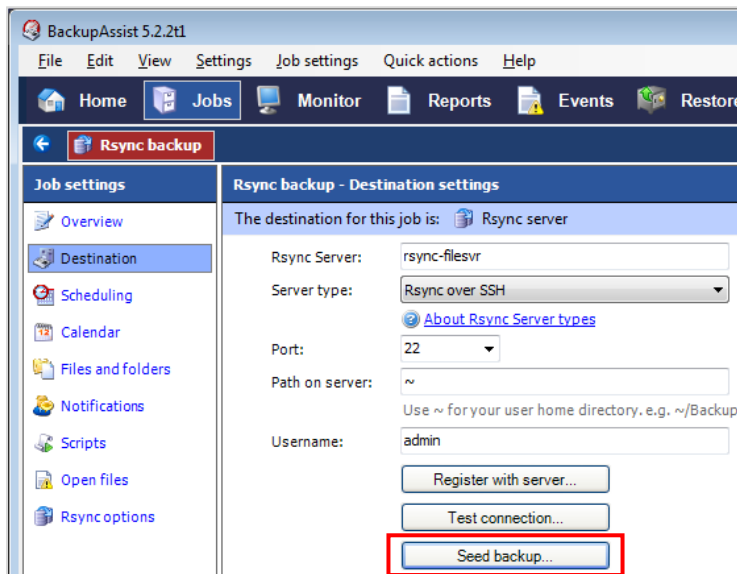 BackupAssist 5.2.2t1
File Edit View Settings Job settings Quick actions Help
Home Jobs Monitor Reports Events Restore
Rsync backup
Job settings
Overview
Destination
Scheduling
Calendar
Files and folders
Notifications
Scripts
Open files
Rsync options
Rsync backup - Destination settings
The destination for this job is: Rsync server
Rsync Server: rsync-filesvr
Server type: Rsync over SSH
About Rsync Server types
Port: 22
Path on server: ~
Use ~ for your user home directory. e.g. ~/Backup
Username: admin
Register with server...
Test connection...
Seed backup...